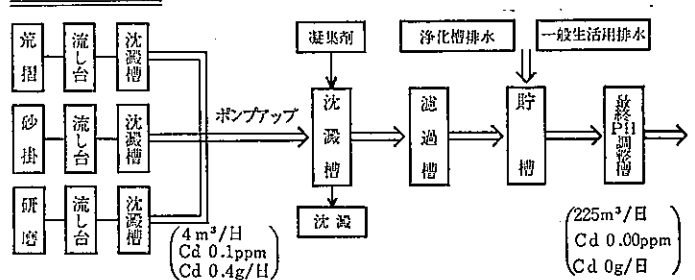 荒摺
流し台
沈澱槽
砂掛
流し台
沈澱槽
研磨
流し台
沈澱槽
ポンプアップ
4m³/日
Cd 0.1ppm
Cd 0.4g/日
凝集剤
沈澱槽
沈澱
濾過槽
浄化槽排水
一般生活用排水
貯槽
最終PH調整槽
225m³/日
Cd 0.00ppm
Cd 0g/日